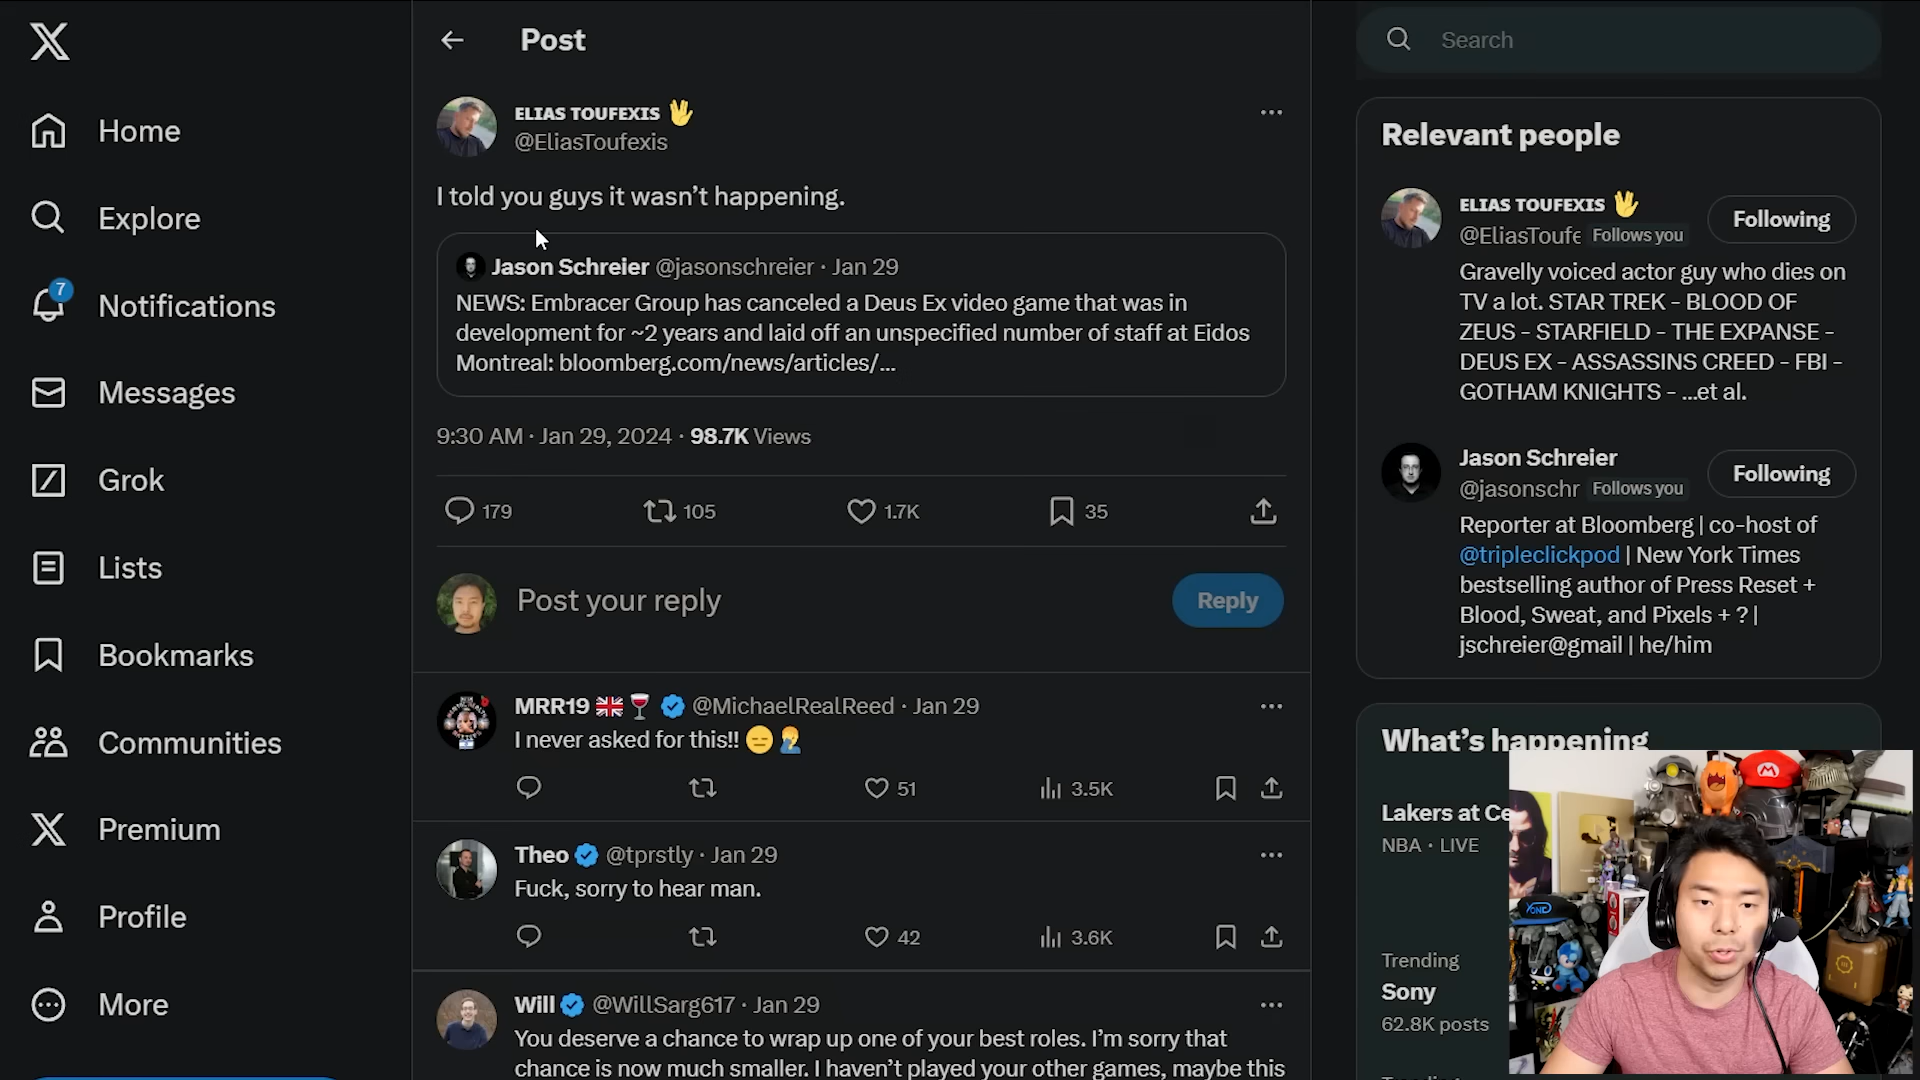 Post
Search
Home
Explore
7
Notifications
Messages
Grok
Lists
Bookmarks
Communities
Premium
Profile
More
ELIAS TOUFEXIS 🖖
@EliasToufexis
I told you guys it wasn’t happening.
Jason Schreier @jasonschreier · Jan 29
NEWS: Embracer Group has canceled a Deus Ex video game that was in
development for ~2 years and laid off an unspecified number of staff at Eidos
Montreal: bloomberg.com/news/articles/...
9:30 AM · Jan 29, 2024 · 98.7K Views
179 105 1.7K 35
Post your reply
Reply
MRR19 🇬🇧🍷 @MichaelRealReed · Jan 29
I never asked for this!! 😑🤦‍♂️
51 3.5K
Theo @tprstly · Jan 29
Fuck, sorry to hear man.
42 3.6K
Will @WillSarg617 · Jan 29
You deserve a chance to wrap up one of your best roles. I’m sorry that
chance is now much smaller. I haven’t played your other games, maybe this
Relevant people
ELIAS TOUFEXIS 🖖
@EliasToufe Follows you
Following
Gravelly voiced actor guy who dies on
TV a lot. STAR TREK - BLOOD OF
ZEUS - STARFIELD - THE EXPANSE -
DEUS EX - ASSASSINS CREED - FBI -
GOTHAM KNIGHTS - ...et al.
Jason Schreier
@jasonschr Follows you
Following
Reporter at Bloomberg | co-host of
@tripleclickpod | New York Times
bestselling author of Press Reset +
Blood, Sweat, and Pixels + ? |
jschreier@gmail | he/him
What’s happening
Lakers at Ce
NBA · LIVE
Trending
Sony
62.8K posts